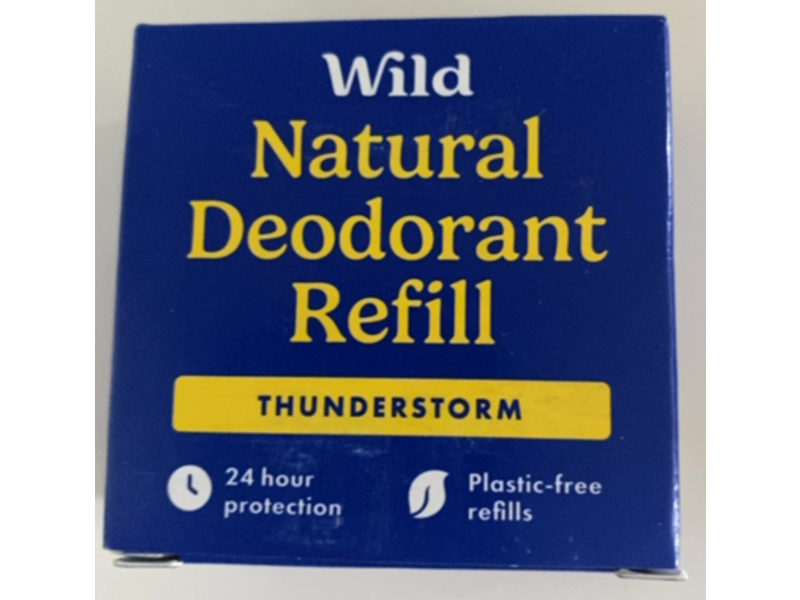 Wild
Natural
Deodorant
Refill
THUNDERSTORM
24 hour
protection
Plastic-free
refills